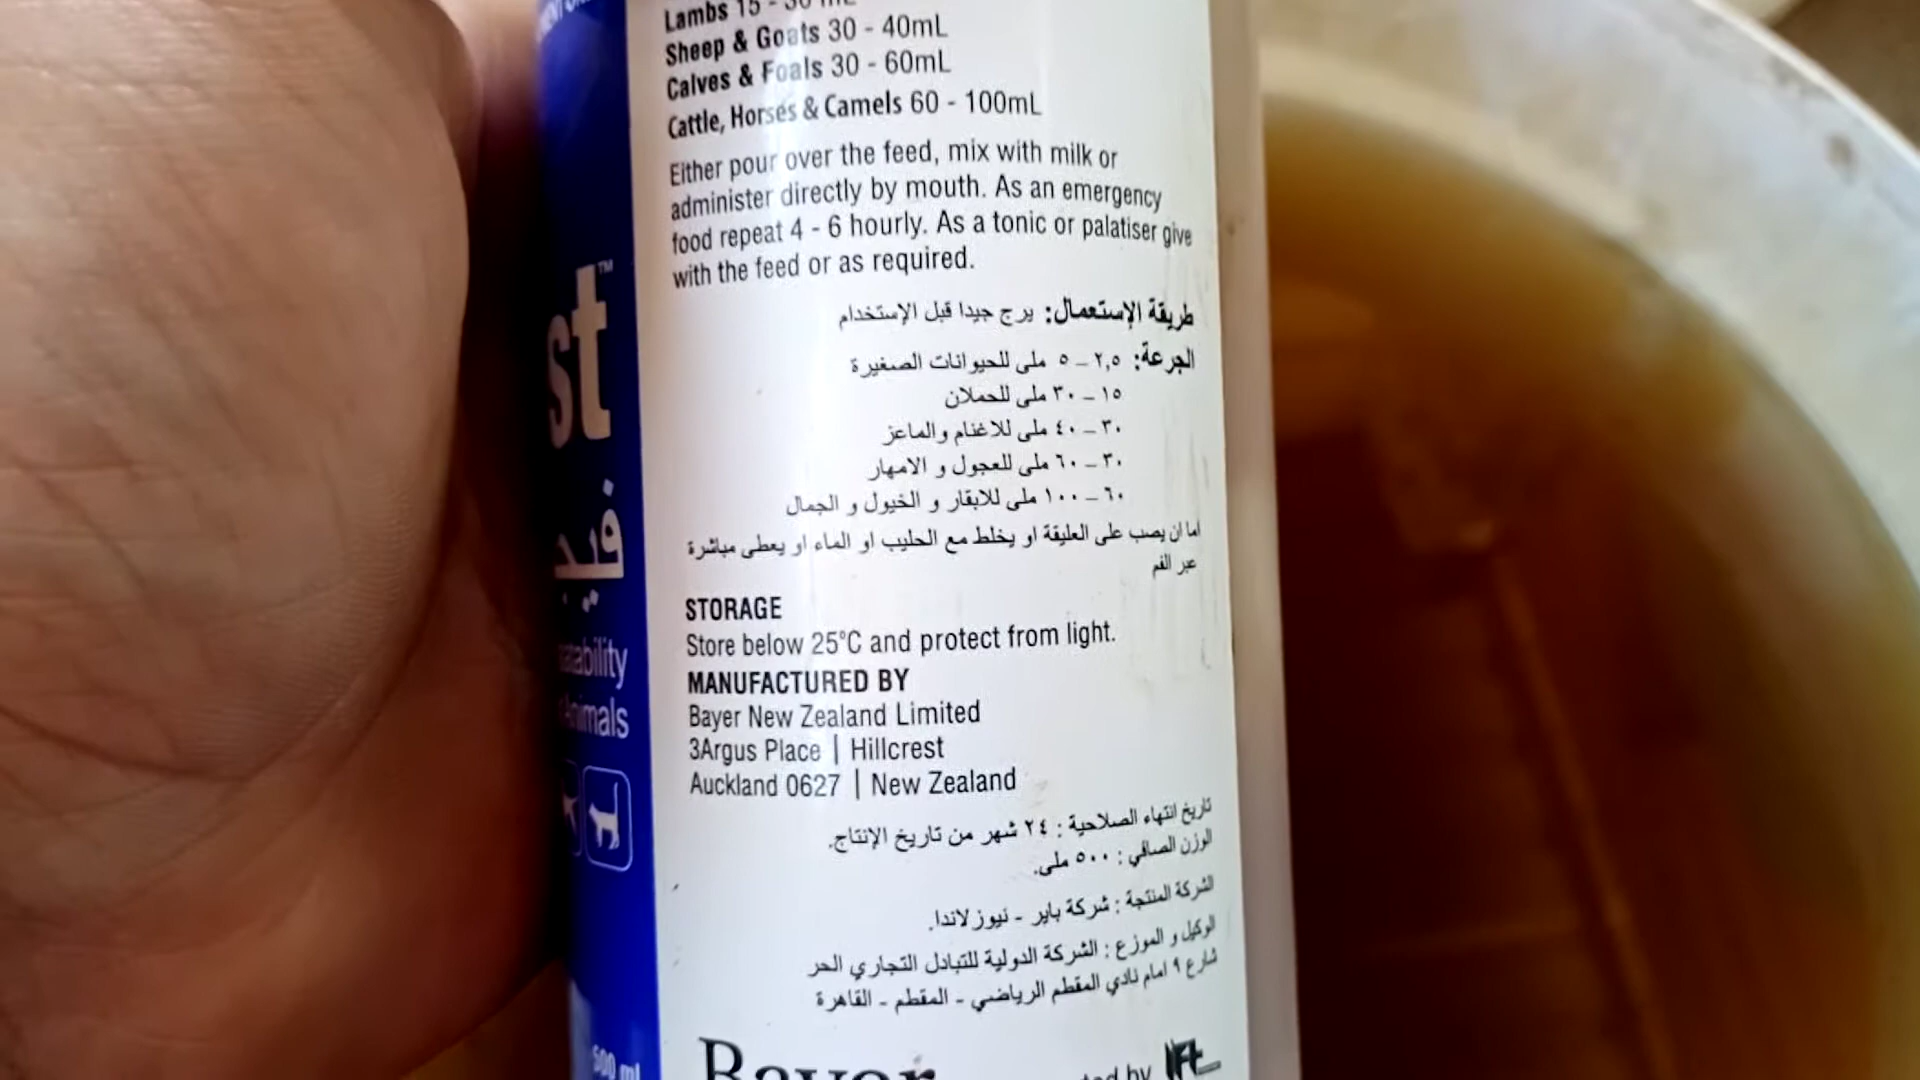 Lambs 15 - 30 mL
Sheep & Goats 30 - 40mL
Calves & Foals 30 - 60mL
Cattle, Horses & Camels 60 - 100mL
Either pour over the feed, mix with milk or
administer directly by mouth. As an emergency
food repeat 4 - 6 hourly. As a tonic or palatiser give
with the feed or as required.
طريقة الإستعمال: يرج جيدا قبل الإستخدام
الجرعة: ٢,٥ – ٥ ملى للحيوانات الصغيرة
١٥ – ٣٠ ملى للحملان
٣٠ – ٤٠ ملى للاغنام والماعز
٣٠ – ٦٠ ملى للعجول و الامهار
٦٠ – ١٠٠ ملى للابقار و الخيول و الجمال
اما ان يصب على العليقة او يخلط مع الحليب او الماء او يعطى مباشرة
عبر الفم
STORAGE
Store below 25°C and protect from light.
MANUFACTURED BY
Bayer New Zealand Limited
3Argus Place | Hillcrest
Auckland 0627 | New Zealand
تاريخ انتهاء الصلاحية : ٢٤ شهر من تاريخ الإنتاج.
الوزن الصافي : ٥٠٠ ملى.
الشركة المنتجة : شركة باير - نيوزلاندا.
الوكيل و الموزع : الشركة الدولية للتبادل التجاري الحر
شارع ٩ امام نادي المقطم الرياضي - المقطم - القاهرة
Bayer
by IFt
st™
500 ml